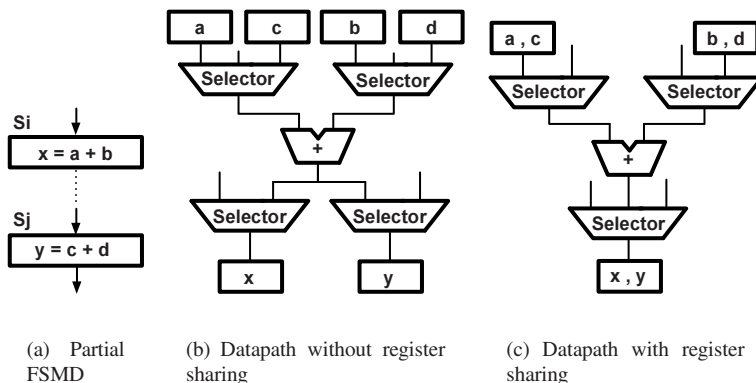 Si
x = a + b
Sj
y = c + d
(a) Partial
FSMD
a
c
b
d
Selector
Selector
+
Selector
Selector
x
y
(b) Datapath without register
sharing
a , c
b , d
Selector
Selector
+
Selector
x , y
(c) Datapath with register
sharing